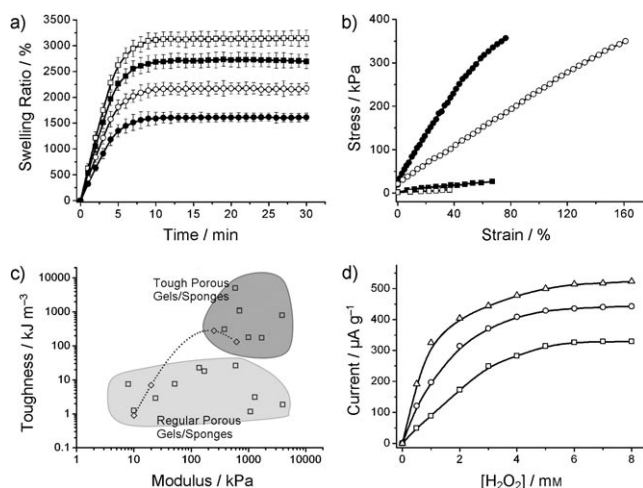 a)
3500
3000
2500
2000
1500
1000
500
0
Swelling Ratio / %
0 5 10 15 20 25 30
Time / min
b)
400
300
200
100
0
Stress / kPa
0 40 80 120 160
Strain / %
c)
10000
1000
100
10
1
0.1
Toughness / kJ m⁻³
Tough Porous
Gels/Sponges
Regular Porous
Gels/Sponges
1 10 100 1000 10000
Modulus / kPa
d)
600
500
400
300
200
100
0
Current / µA g⁻¹
0 2 4 6 8
[H₂O₂] / mM